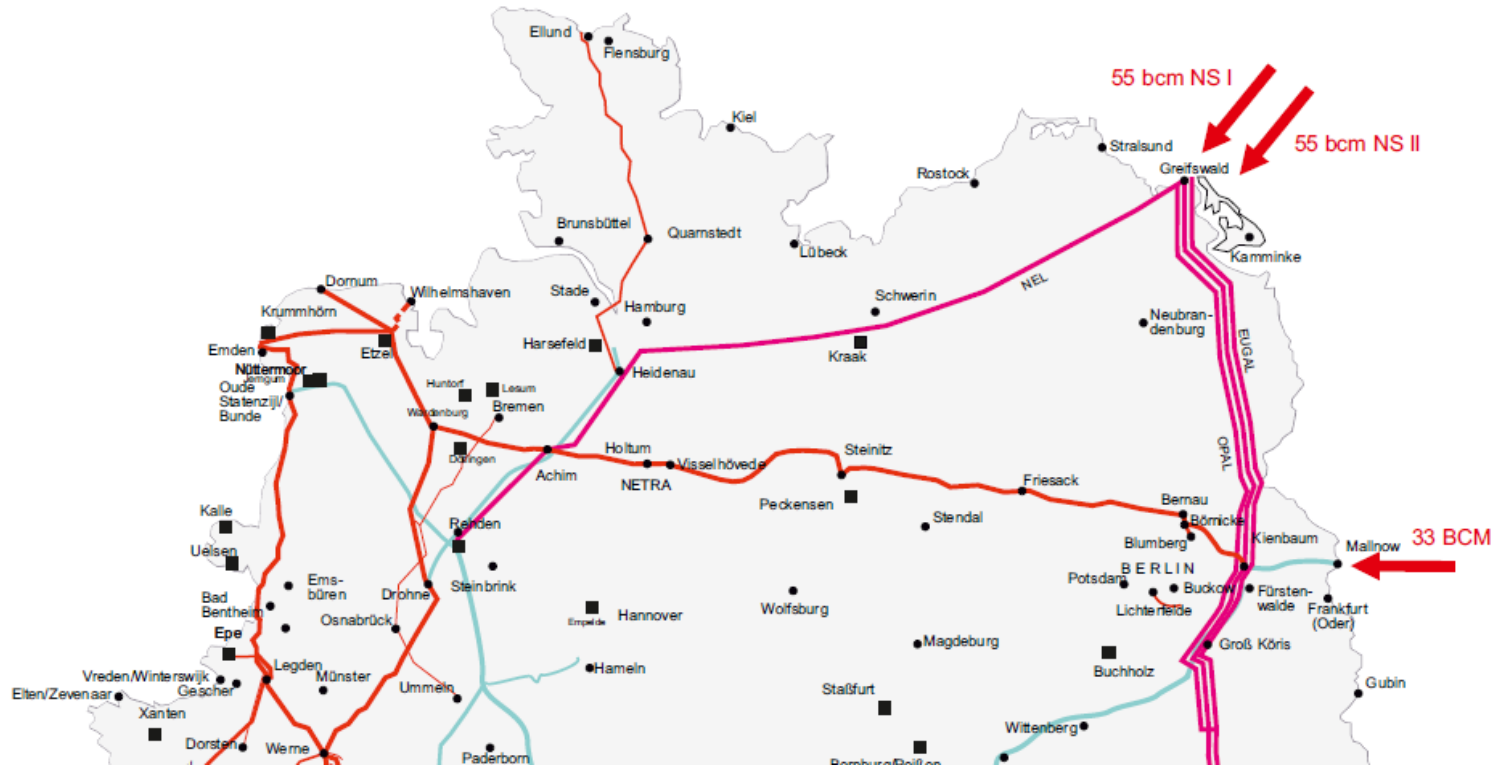 Ellund
Flensburg
55 bcm NS I
55 bcm NS II
Kiel
Stralsund
Greifswald
Rostock
Brunsbüttel
Quarnstedt
Lübeck
Kamminke
NEL
Dornum
Wilhelmshaven
Stade
Hamburg
Schwerin
Krummhörn
Neubran-
denburg
Emden
Etzel
Harsefeld
Kraak
EUGAL
Nüttermoor
Jemgum
Oude
Statenzijl/
Bunde
Huntorf
Lesum
Heidenau
Bremen
Wardenburg
Holtum
Steinitz
OPAL
Dötlingen
Achim
Visselhövede
NETRA
Friesack
Peckensen
Bernau
Kalle
Rehden
Stendal
Börnicke
Uelsen
Blumberg
Kienbaum
Mallnow
33 BCM
BERLIN
Steinbrink
Potsdam
Buckow
Fürsten-
walde
Ems-
büren
Drohne
Wolfsburg
Lichterfelde
Frankfurt
(Oder)
Bad
Bentheim
Osnabrück
Empelde
Hannover
Epe
Magdeburg
Groß Köris
Legden
Hameln
Buchholz
Vreden/Winterswijk
Gescher
Münster
Ummeln
Gubin
Elten/Zevenaar
Staßfurt
Xanten
Wittenberg
Dorsten
Werne
Paderborn